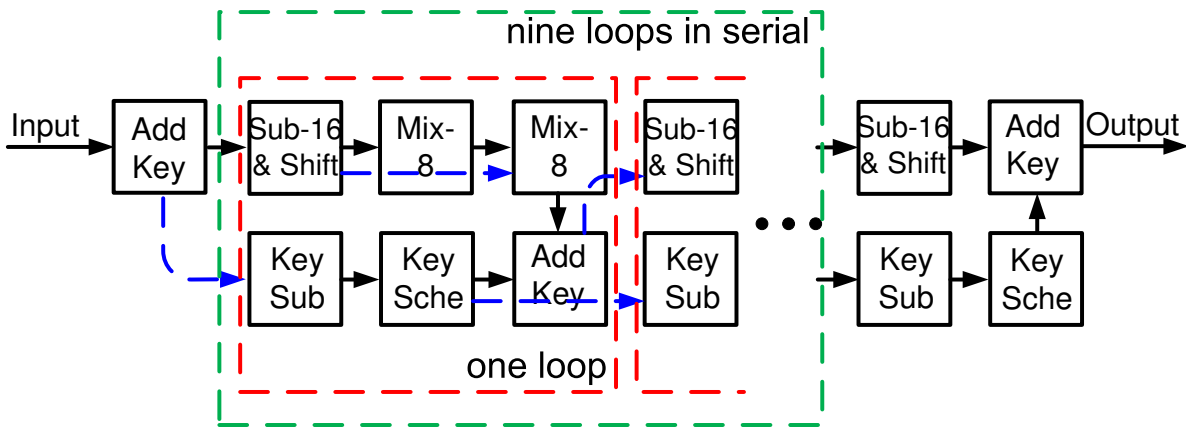 nine loops in serial
Input
Add
Key
Sub-16
& Shift
Mix-
8
Mix-
8
Sub-16
& Shift
Sub-16
& Shift
Add
Key
Output
Key
Sub
Key
Sche
Add
Key
Key
Sub
Key
Sub
Key
Sche
one loop